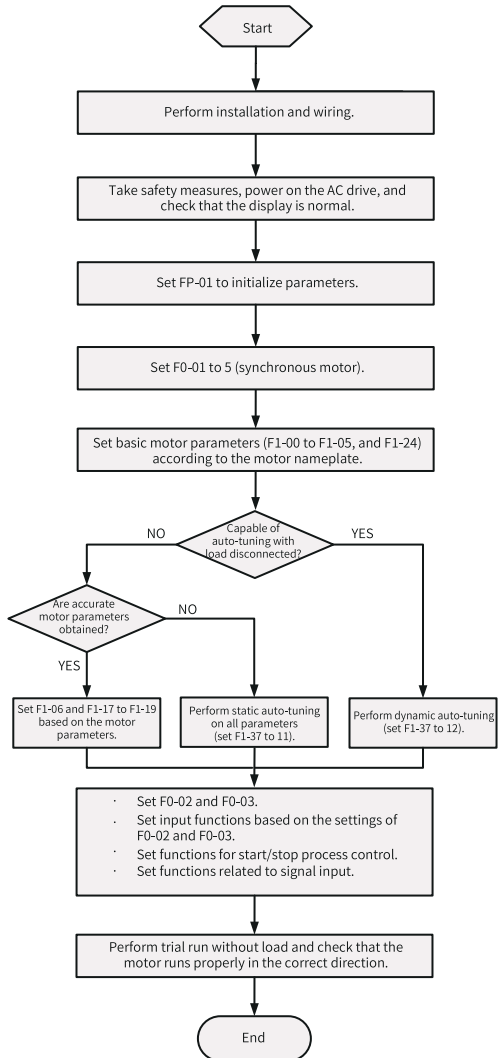 Start
Perform installation and wiring.
Take safety measures, power on the AC drive, and
check that the display is normal.
Set FP-01 to initialize parameters.
Set F0-01 to 5 (synchronous motor).
Set basic motor parameters (F1-00 to F1-05, and F1-24)
according to the motor nameplate.
Capable of
auto-tuning with
load disconnected?
NO
YES
Are accurate
motor parameters
obtained?
NO
YES
Set F1-06 and F1-17 to F1-19
based on the motor
parameters.
Perform static auto-tuning
on all parameters
(set F1-37 to 11).
Perform dynamic auto-tuning
(set F1-37 to 12).
· Set F0-02 and F0-03.
· Set input functions based on the settings of
F0-02 and F0-03.
· Set functions for start/stop process control.
· Set functions related to signal input.
Perform trial run without load and check that the
motor runs properly in the correct direction.
End